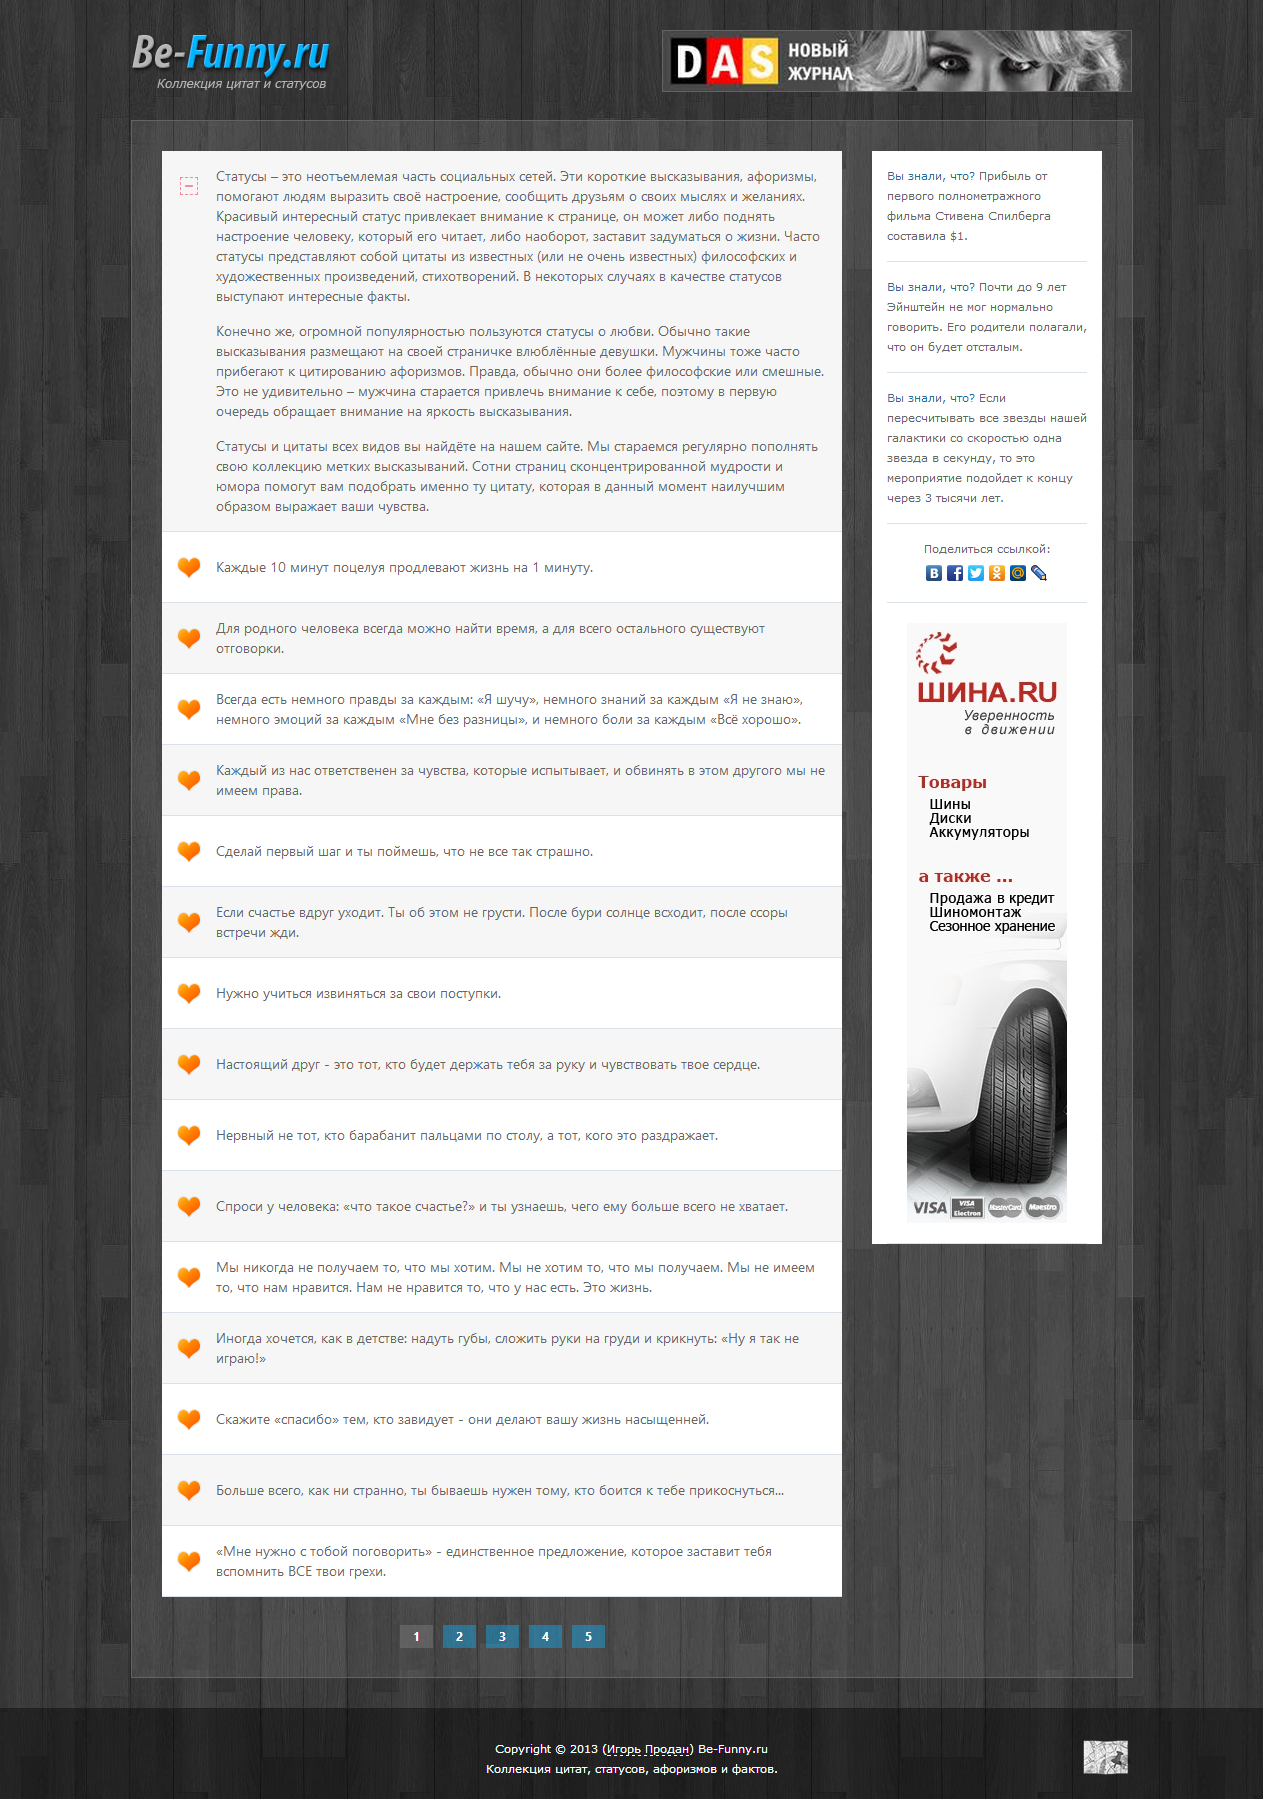 Be-Funny.ru
Коллекция цитат и статусов
DAS
НОВЫЙ
ЖУРНАЛ
Статусы – это неотъемлемая часть социальных сетей. Эти короткие высказывания, афоризмы,
помогают людям выразить своё настроение, сообщить друзьям о своих мыслях и желаниях.
Красивый интересный статус привлекает внимание к странице, он может либо поднять
настроение человеку, который его читает, либо наоборот, заставит задуматься о жизни. Часто
статусы представляют собой цитаты из известных (или не очень известных) философских и
художественных произведений, стихотворений. В некоторых случаях в качестве статусов
выступают интересные факты.
Конечно же, огромной популярностью пользуются статусы о любви. Обычно такие
высказывания размещают на своей страничке влюблённые девушки. Мужчины тоже часто
прибегают к цитированию афоризмов. Правда, обычно они более философские или смешные.
Это не удивительно – мужчина старается привлечь внимание к себе, поэтому в первую
очередь обращает внимание на яркость высказывания.
Статусы и цитаты всех видов вы найдёте на нашем сайте. Мы стараемся регулярно пополнять
свою коллекцию метких высказываний. Сотни страниц сконцентрированной мудрости и
юмора помогут вам подобрать именно ту цитату, которая в данный момент наилучшим
образом выражает ваши чувства.
Каждые 10 минут поцелуя продлевают жизнь на 1 минуту.
Для родного человека всегда можно найти время, а для всего остального существуют
отговорки.
Всегда есть немного правды за каждым: «Я шучу», немного знаний за каждым «Я не знаю»,
немного эмоций за каждым «Мне без разницы», и немного боли за каждым «Всё хорошо».
Каждый из нас ответственен за чувства, которые испытывает, и обвинять в этом другого мы не
имеем права.
Сделай первый шаг и ты поймешь, что не все так страшно.
Если счастье вдруг уходит. Ты об этом не грусти. После бури солнце всходит, после ссоры
встречи жди.
Нужно учиться извиняться за свои поступки.
Настоящий друг - это тот, кто будет держать тебя за руку и чувствовать твое сердце.
Нервный не тот, кто барабанит пальцами по столу, а тот, кого это раздражает.
Спроси у человека: «что такое счастье?» и ты узнаешь, чего ему больше всего не хватает.
Мы никогда не получаем то, что мы хотим. Мы не хотим то, что мы получаем. Мы не имеем
то, что нам нравится. Нам не нравится то, что у нас есть. Это жизнь.
Иногда хочется, как в детстве: надуть губы, сложить руки на груди и крикнуть: «Ну я так не
играю!»
Скажите «спасибо» тем, кто завидует - они делают вашу жизнь насыщенней.
Больше всего, как ни странно, ты бываешь нужен тому, кто боится к тебе прикоснуться...
«Мне нужно с тобой поговорить» - единственное предложение, которое заставит тебя
вспомнить ВСЕ твои грехи.
1 2 3 4 5
Вы знали, что? Прибыль от
первого полнометражного
фильма Стивена Спилберга
составила $1.
Вы знали, что? Почти до 9 лет
Эйнштейн не мог нормально
говорить. Его родители полагали,
что он будет отсталым.
Вы знали, что? Если
пересчитывать все звезды нашей
галактики со скоростью одна
звезда в секунду, то это
мероприятие подойдет к концу
через 3 тысячи лет.
Поделиться ссылкой:
ШИНА.RU
Уверенность
в движении
Товары
Шины
Диски
Аккумуляторы
а также ...
Продажа в кредит
Шиномонтаж
Сезонное хранение
VISA VISA Electron MasterCard Maestro
Copyright © 2013 (Игорь Продан) Be-Funny.ru
Коллекция цитат, статусов, афоризмов и фактов.